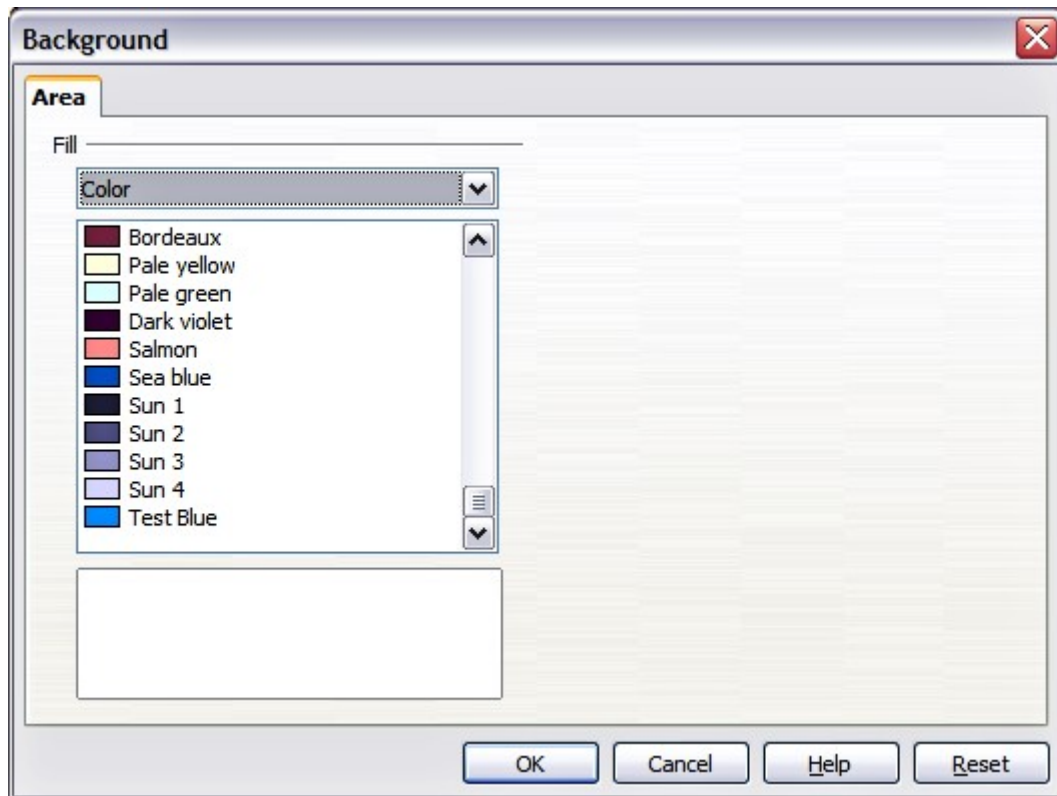 Background
Area
Fill
Color
Bordeaux
Pale yellow
Pale green
Dark violet
Salmon
Sea blue
Sun 1
Sun 2
Sun 3
Sun 4
Test Blue
OK Cancel Help Reset